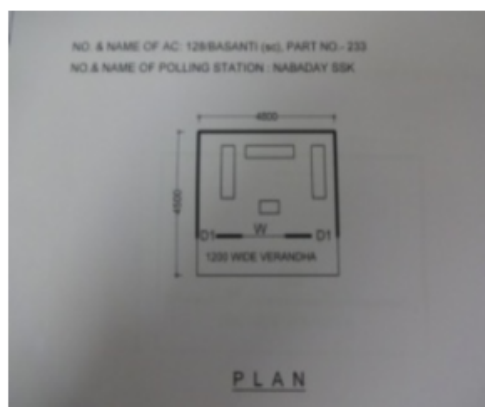 NO. & NAME OF AC: 128/BASANTI (sc), PART NO.- 233
NO.& NAME OF POLLING STATION : NABADAY SSK
4800
4500
D1 W D1
1200 WIDE VERANDHA
PLAN